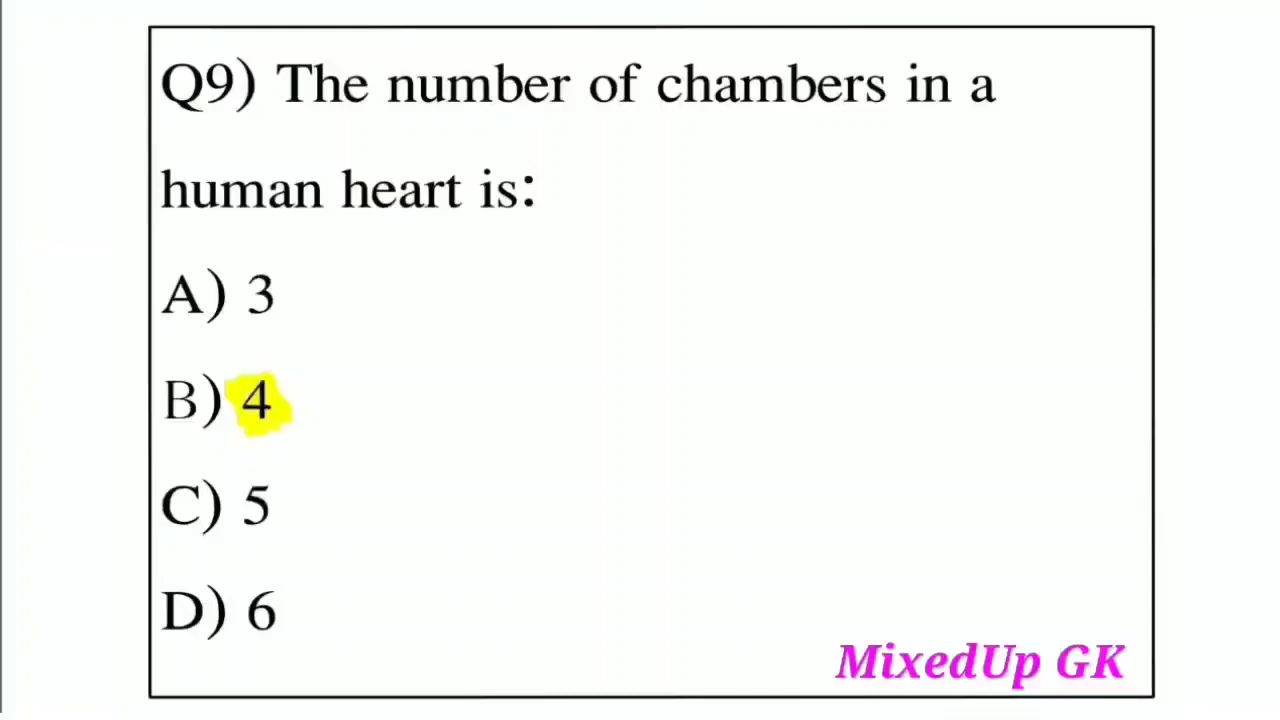 Q9) The number of chambers in a
human heart is:
A) 3
B) 4
C) 5
D) 6
MixedUp GK